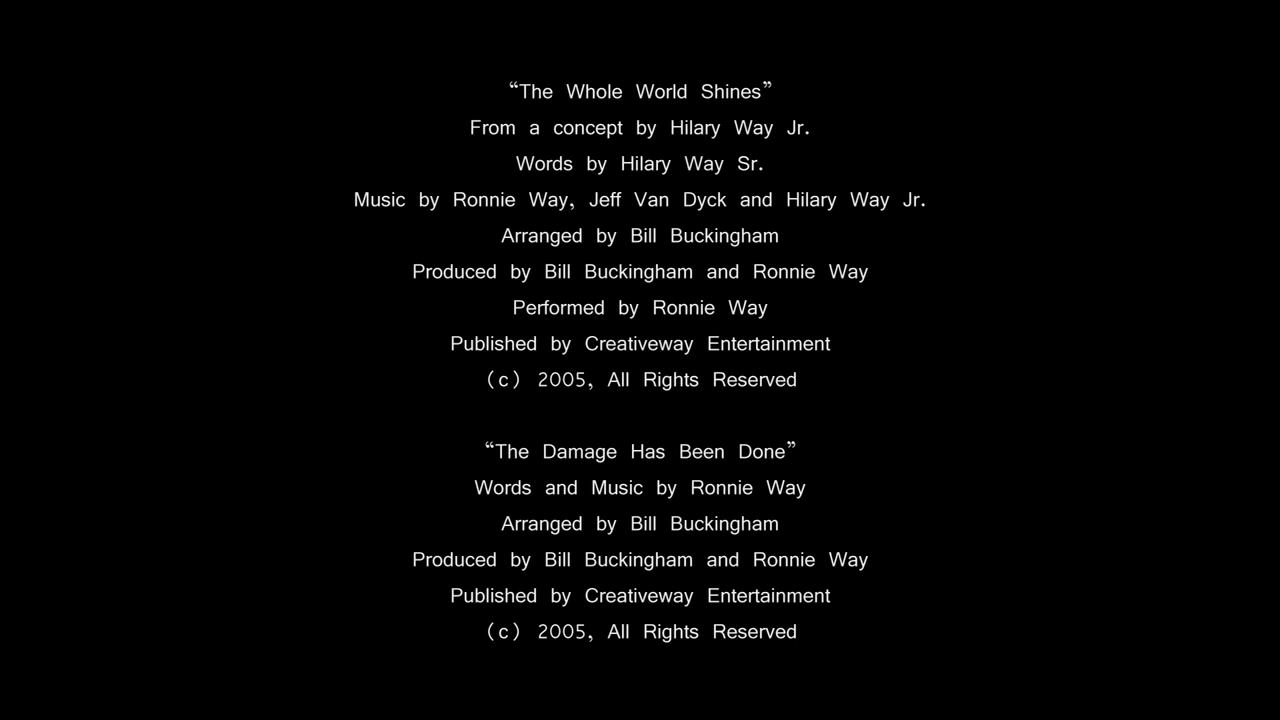 “The Whole World Shines”
From a concept by Hilary Way Jr.
Words by Hilary Way Sr.
Music by Ronnie Way, Jeff Van Dyck and Hilary Way Jr.
Arranged by Bill Buckingham
Produced by Bill Buckingham and Ronnie Way
Performed by Ronnie Way
Published by Creativeway Entertainment
(c) 2005, All Rights Reserved
“The Damage Has Been Done”
Words and Music by Ronnie Way
Arranged by Bill Buckingham
Produced by Bill Buckingham and Ronnie Way
Published by Creativeway Entertainment
(c) 2005, All Rights Reserved